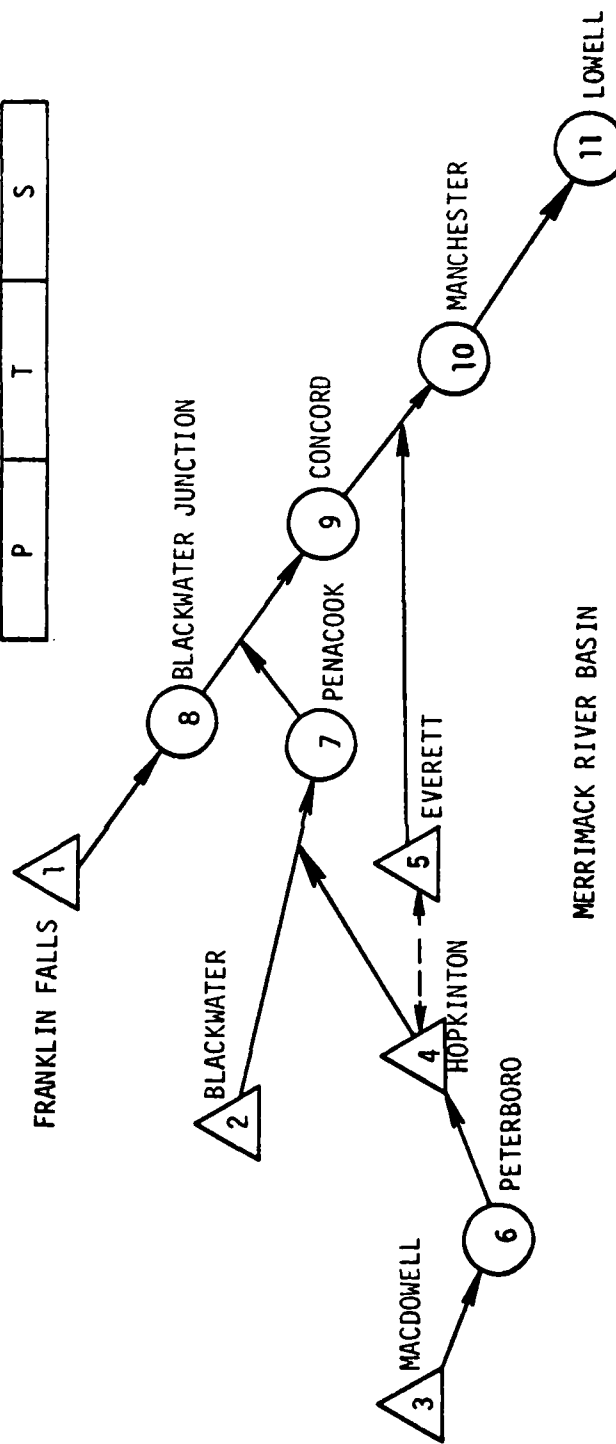 P T S
FRANKLIN FALLS
1
8
BLACKWATER JUNCTION
BLACKWATER
2
9
CONCORD
7
PENACOOK
10
MANCHESTER
MACDOWELL
3
4
HOPKINTON
5
EVERETT
6
PETERBORO
11
LOWELL
MERRIMACK RIVER BASIN